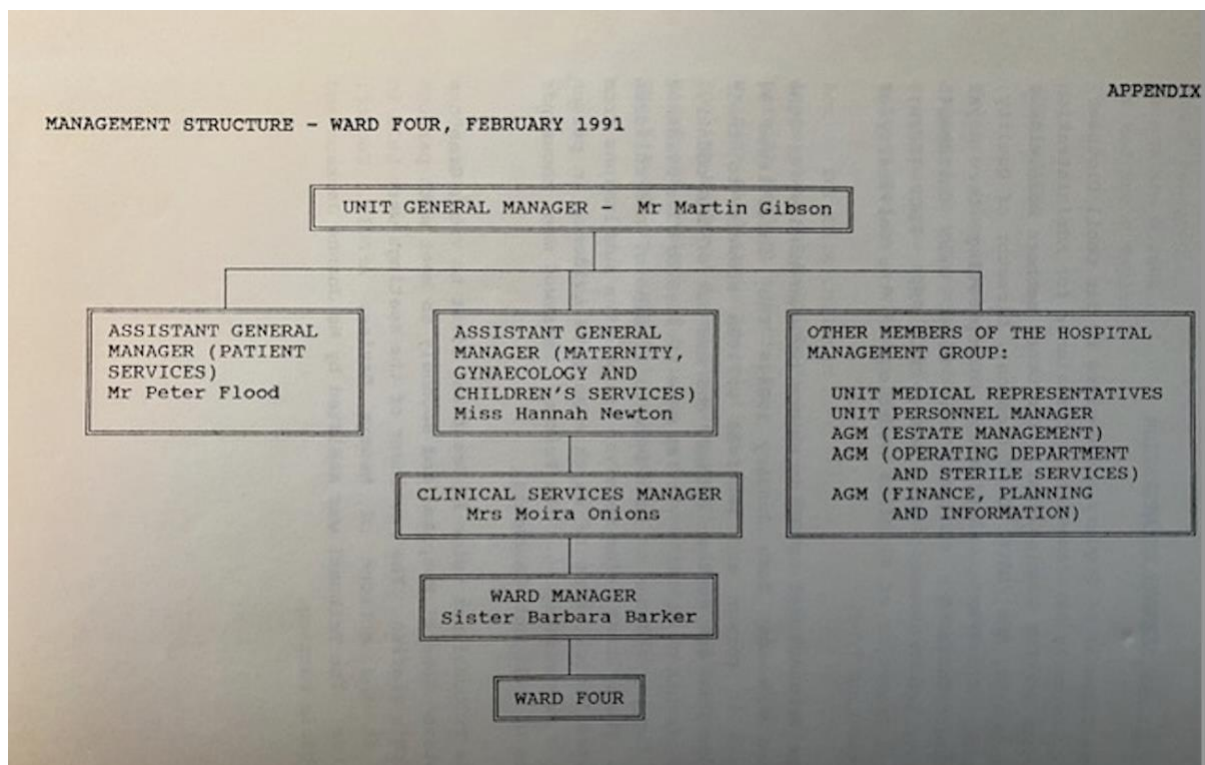 APPENDIX
MANAGEMENT STRUCTURE - WARD FOUR, FEBRUARY 1991
UNIT GENERAL MANAGER - Mr Martin Gibson
ASSISTANT GENERAL
MANAGER (PATIENT
SERVICES)
Mr Peter Flood
ASSISTANT GENERAL
MANAGER (MATERNITY,
GYNAECOLOGY AND
CHILDREN'S SERVICES)
Miss Hannah Newton
OTHER MEMBERS OF THE HOSPITAL
MANAGEMENT GROUP:
UNIT MEDICAL REPRESENTATIVES
UNIT PERSONNEL MANAGER
AGM (ESTATE MANAGEMENT)
AGM (OPERATING DEPARTMENT
AND STERILE SERVICES)
AGM (FINANCE, PLANNING
AND INFORMATION)
CLINICAL SERVICES MANAGER
Mrs Moira Onions
WARD MANAGER
Sister Barbara Barker
WARD FOUR